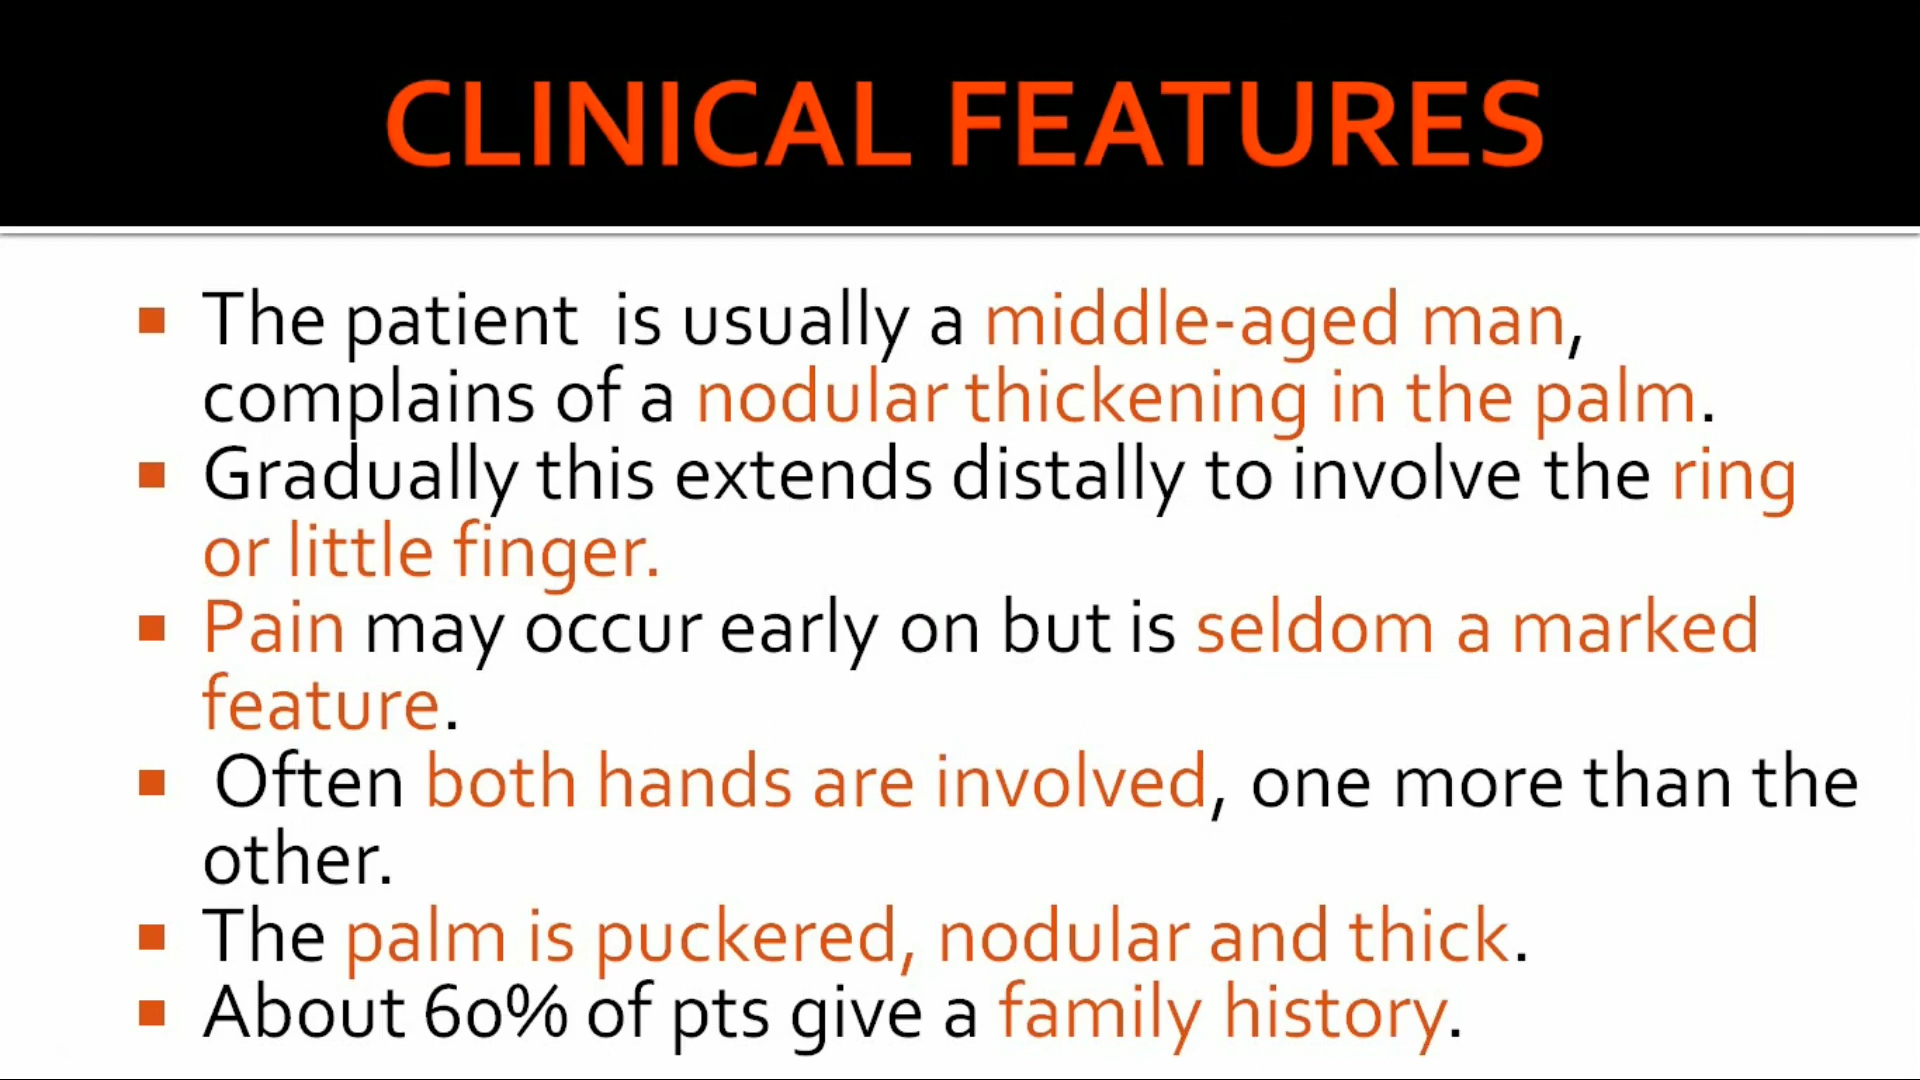 CLINICAL FEATURES
The patient  is usually a middle-aged man,
complains of a nodular thickening in the palm.
Gradually this extends distally to involve the ring
or little finger.
Pain may occur early on but is seldom a marked
feature.
Often both hands are involved, one more than the
other.
The palm is puckered, nodular and thick.
About 60% of pts give a family history.